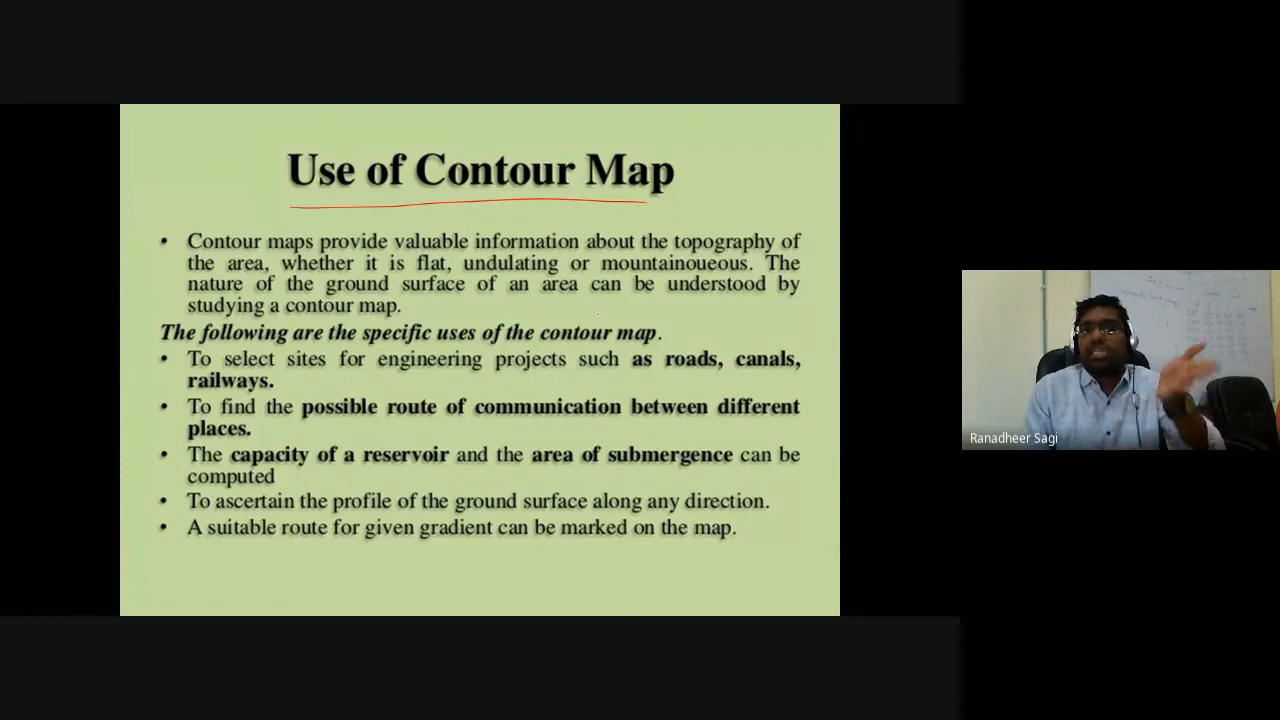 Use of Contour Map
• Contour maps provide valuable information about the topography of
the area, whether it is flat, undulating or mountainoueous. The
nature of the ground surface of an area can be understood by
studying a contour map.
The following are the specific uses of the contour map.
• To select sites for engineering projects such as roads, canals,
railways.
• To find the possible route of communication between different
places.
• The capacity of a reservoir and the area of submergence can be
computed
• To ascertain the profile of the ground surface along any direction.
• A suitable route for given gradient can be marked on the map.
Ranadheer Sagi